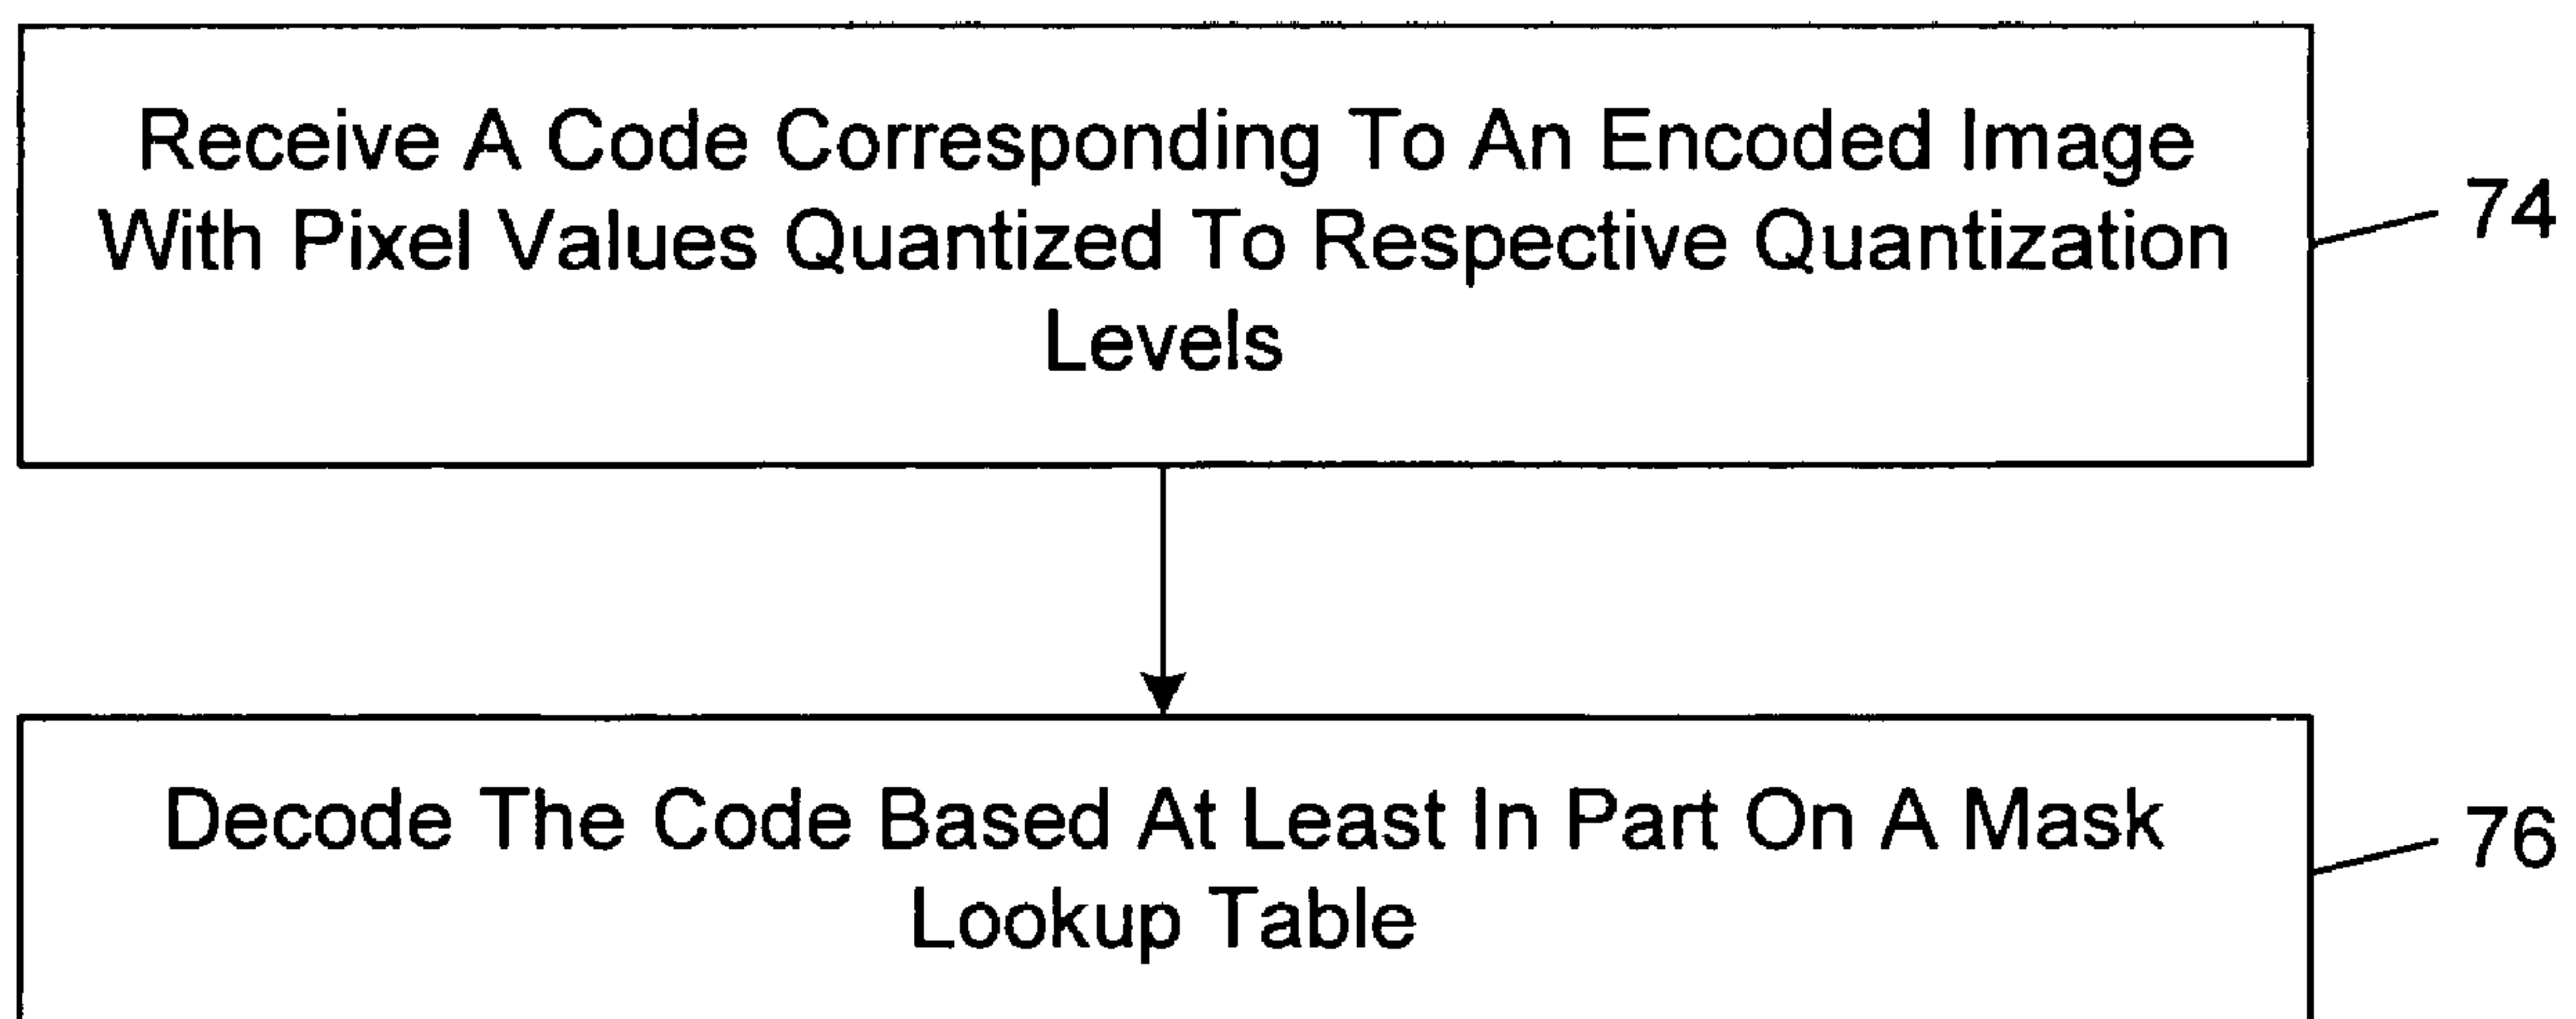 Receive A Code Corresponding To An Encoded Image
With Pixel Values Quantized To Respective Quantization
Levels
74
Decode The Code Based At Least In Part On A Mask
Lookup Table
76